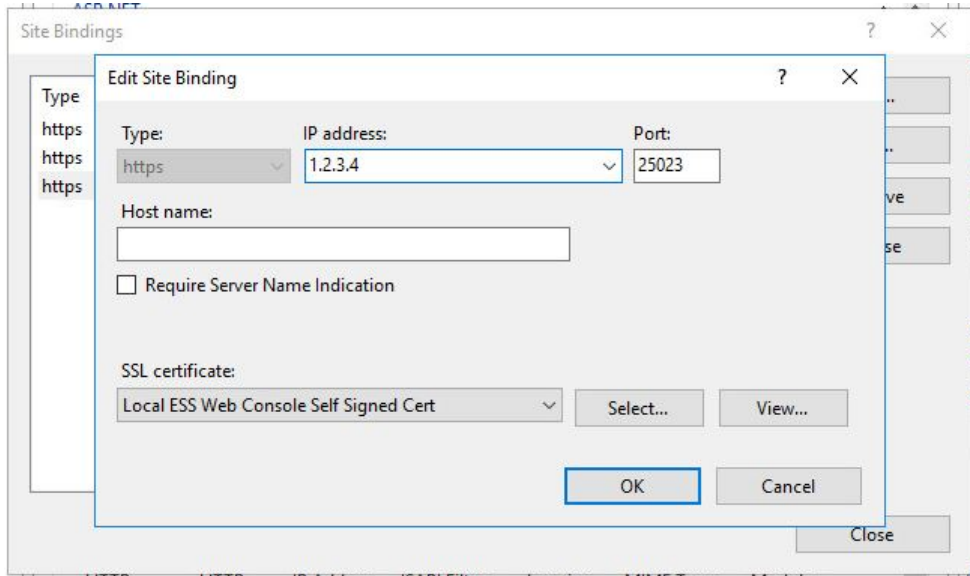 ASP.NET
Site Bindings ? ×
Edit Site Binding ? ×
Type
https
https
https
Type: IP address: Port:
https 1.2.3.4 25023
Host name:
Require Server Name Indication
SSL certificate:
Local ESS Web Console Self Signed Cert Select... View...
OK Cancel
Close